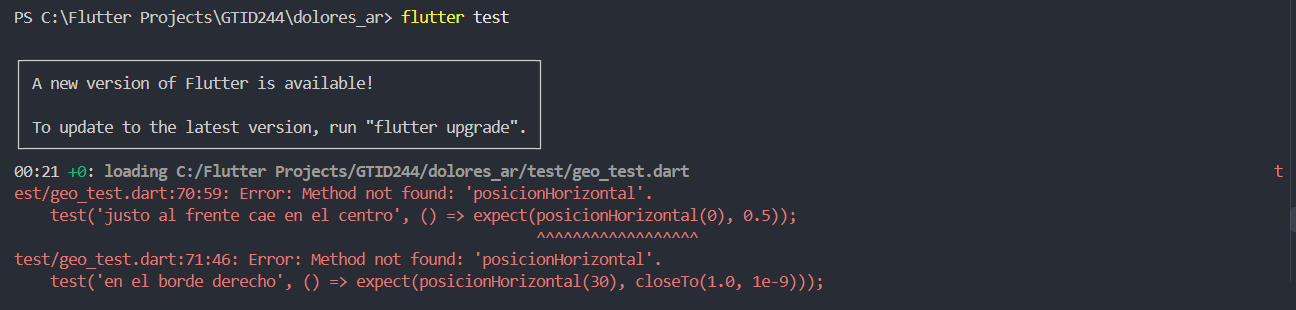 PS C:\Flutter Projects\GTID244\dolores_ar> flutter test
A new version of Flutter is available!
To update to the latest version, run "flutter upgrade".
00:21 +0: loading C:/Flutter Projects/GTID244/dolores_ar/test/geo_test.dart t
est/geo_test.dart:70:59: Error: Method not found: 'posicionHorizontal'.
test('justo al frente cae en el centro', () => expect(posicionHorizontal(0), 0.5));
^^^^^^^^^^^^^^^^^^
test/geo_test.dart:71:46: Error: Method not found: 'posicionHorizontal'.
test('en el borde derecho', () => expect(posicionHorizontal(30), closeTo(1.0, 1e-9)));